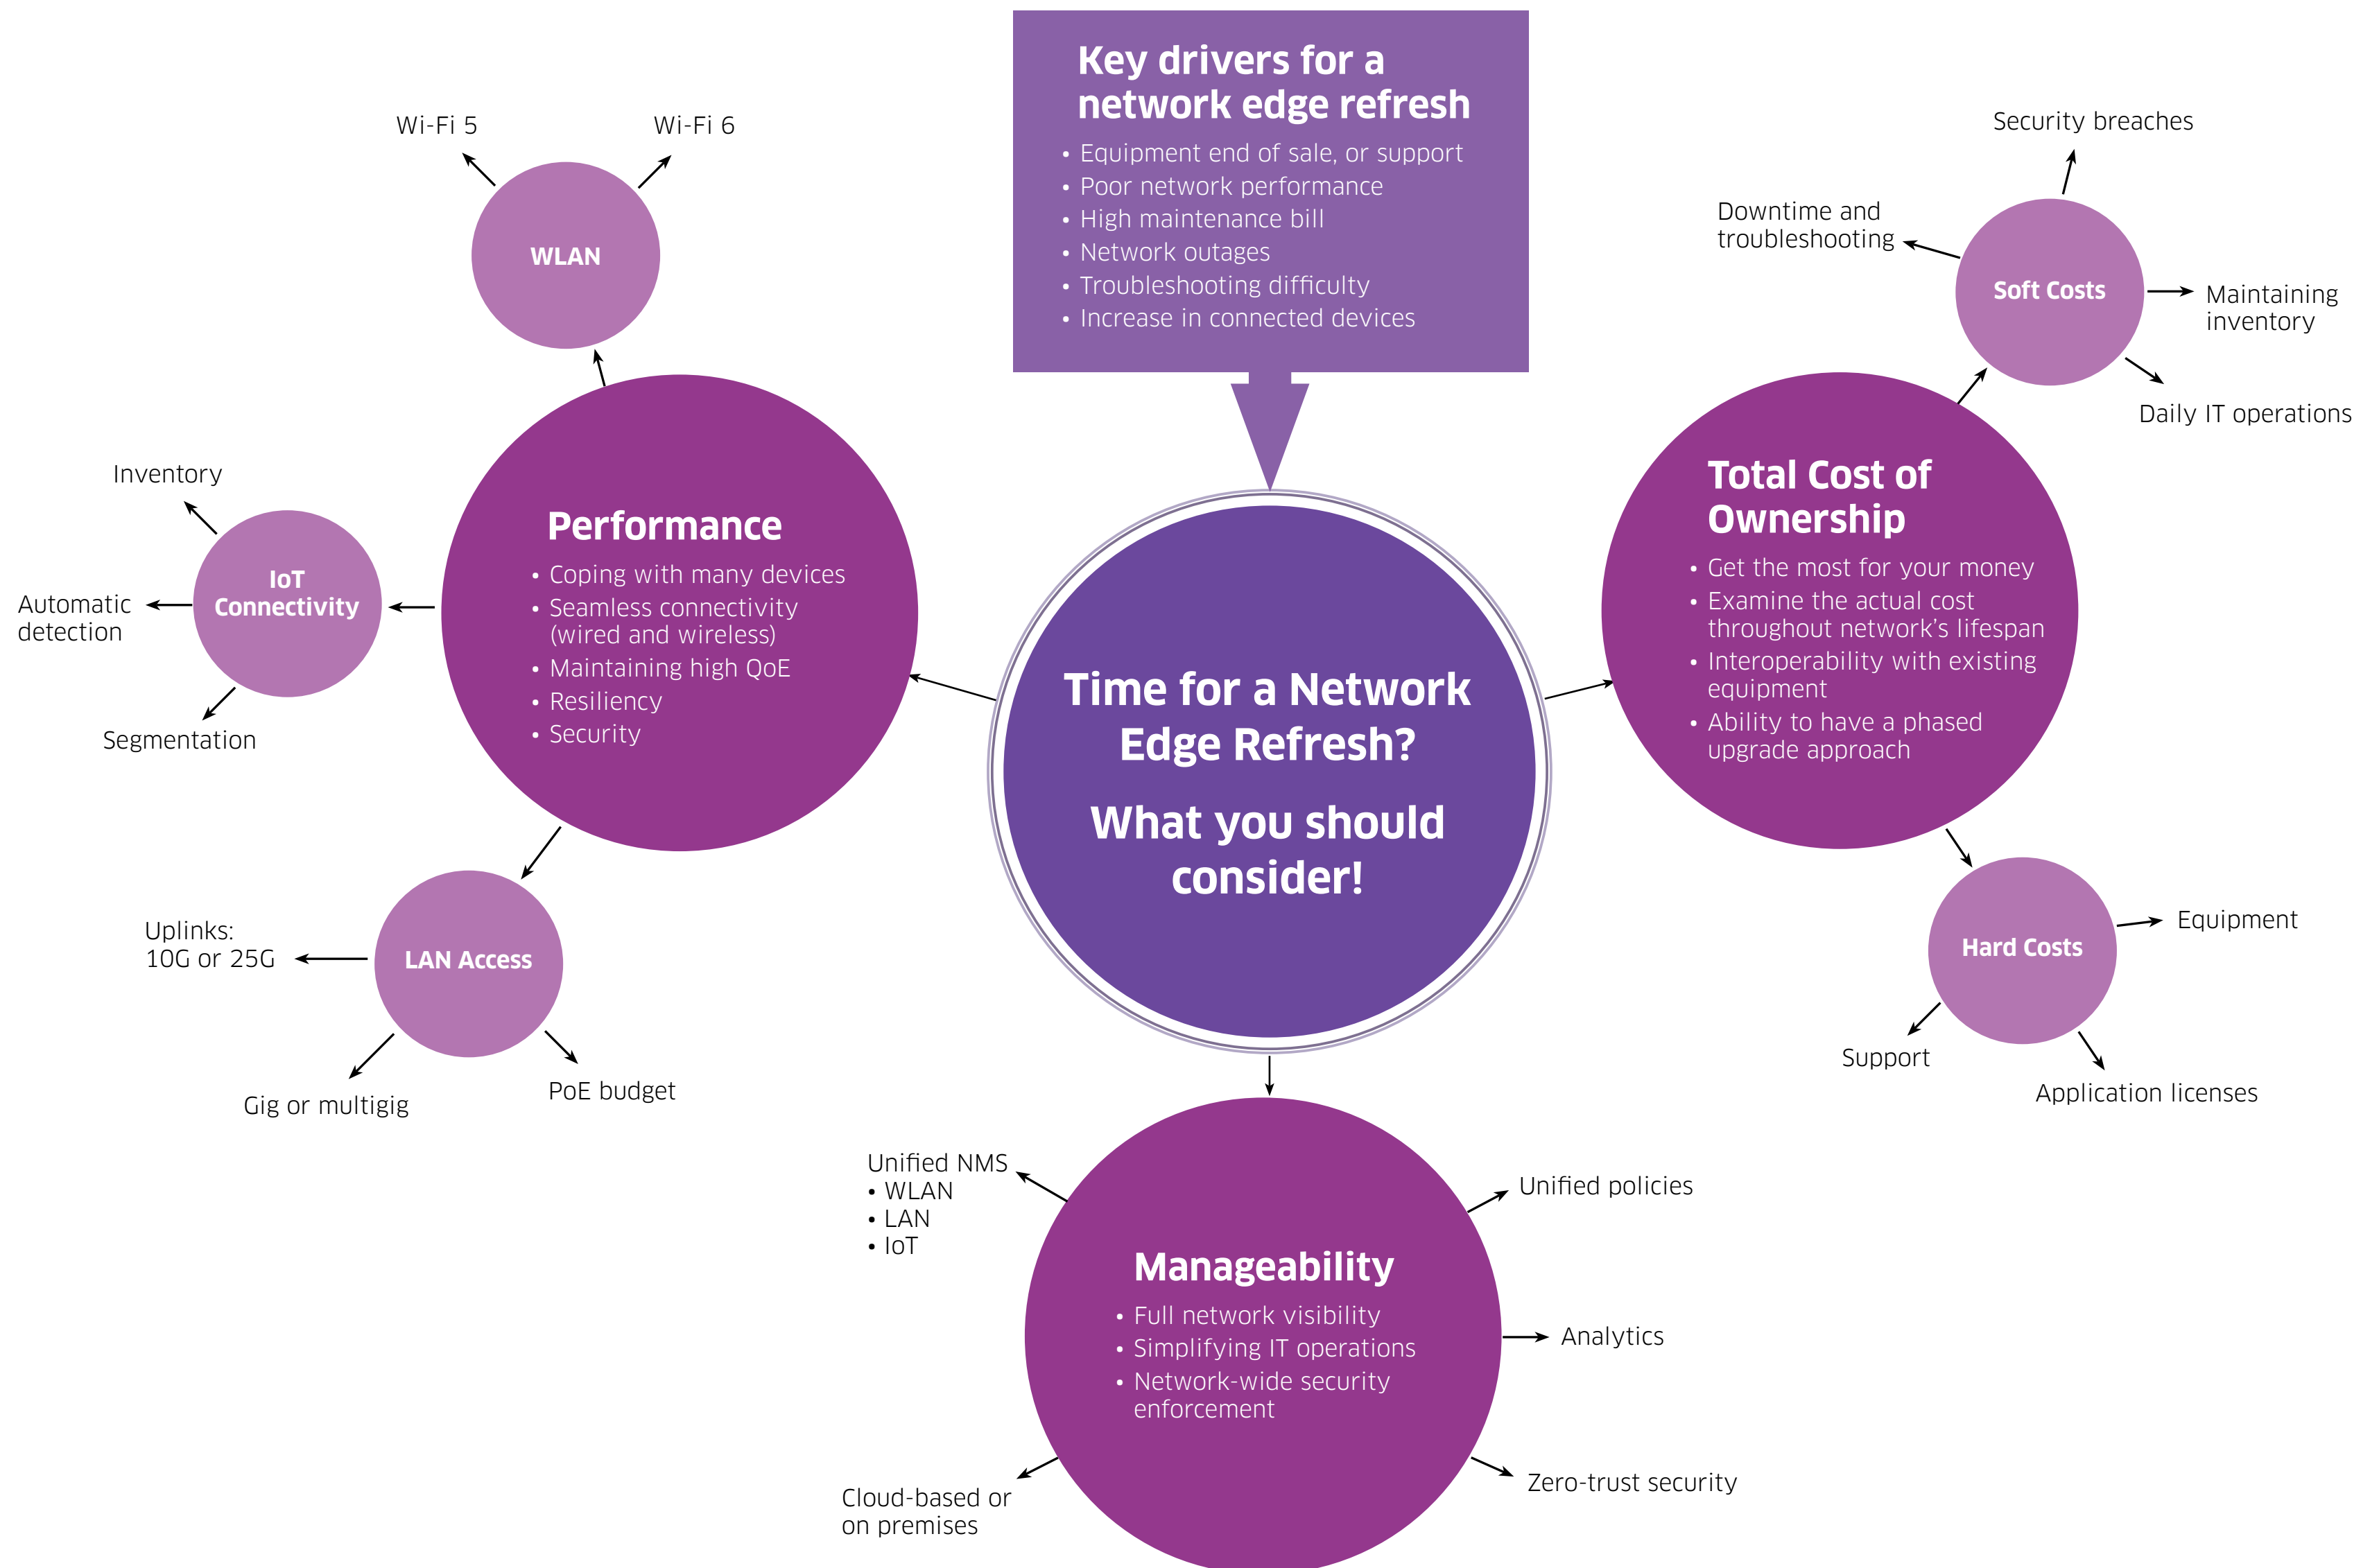 Key drivers for a
network edge refresh
• Equipment end of sale, or support
• Poor network performance
• High maintenance bill
• Network outages
• Troubleshooting difficulty
• Increase in connected devices
Time for a Network
Edge Refresh?
What you should
consider!
Performance
• Coping with many devices
• Seamless connectivity
(wired and wireless)
• Maintaining high QoE
• Resiliency
• Security
WLAN
Wi-Fi 5
Wi-Fi 6
IoT
Connectivity
Inventory
Automatic
detection
Segmentation
LAN Access
Uplinks:
10G or 25G
Gig or multigig
PoE budget
Total Cost of
Ownership
• Get the most for your money
• Examine the actual cost
throughout network’s lifespan
• Interoperability with existing
equipment
• Ability to have a phased
upgrade approach
Soft Costs
Security breaches
Downtime and
troubleshooting
Maintaining
inventory
Daily IT operations
Hard Costs
Equipment
Support
Application licenses
Manageability
• Full network visibility
• Simplifying IT operations
• Network-wide security
enforcement
Unified NMS
• WLAN
• LAN
• IoT
Unified policies
Analytics
Zero-trust security
Cloud-based or
on premises